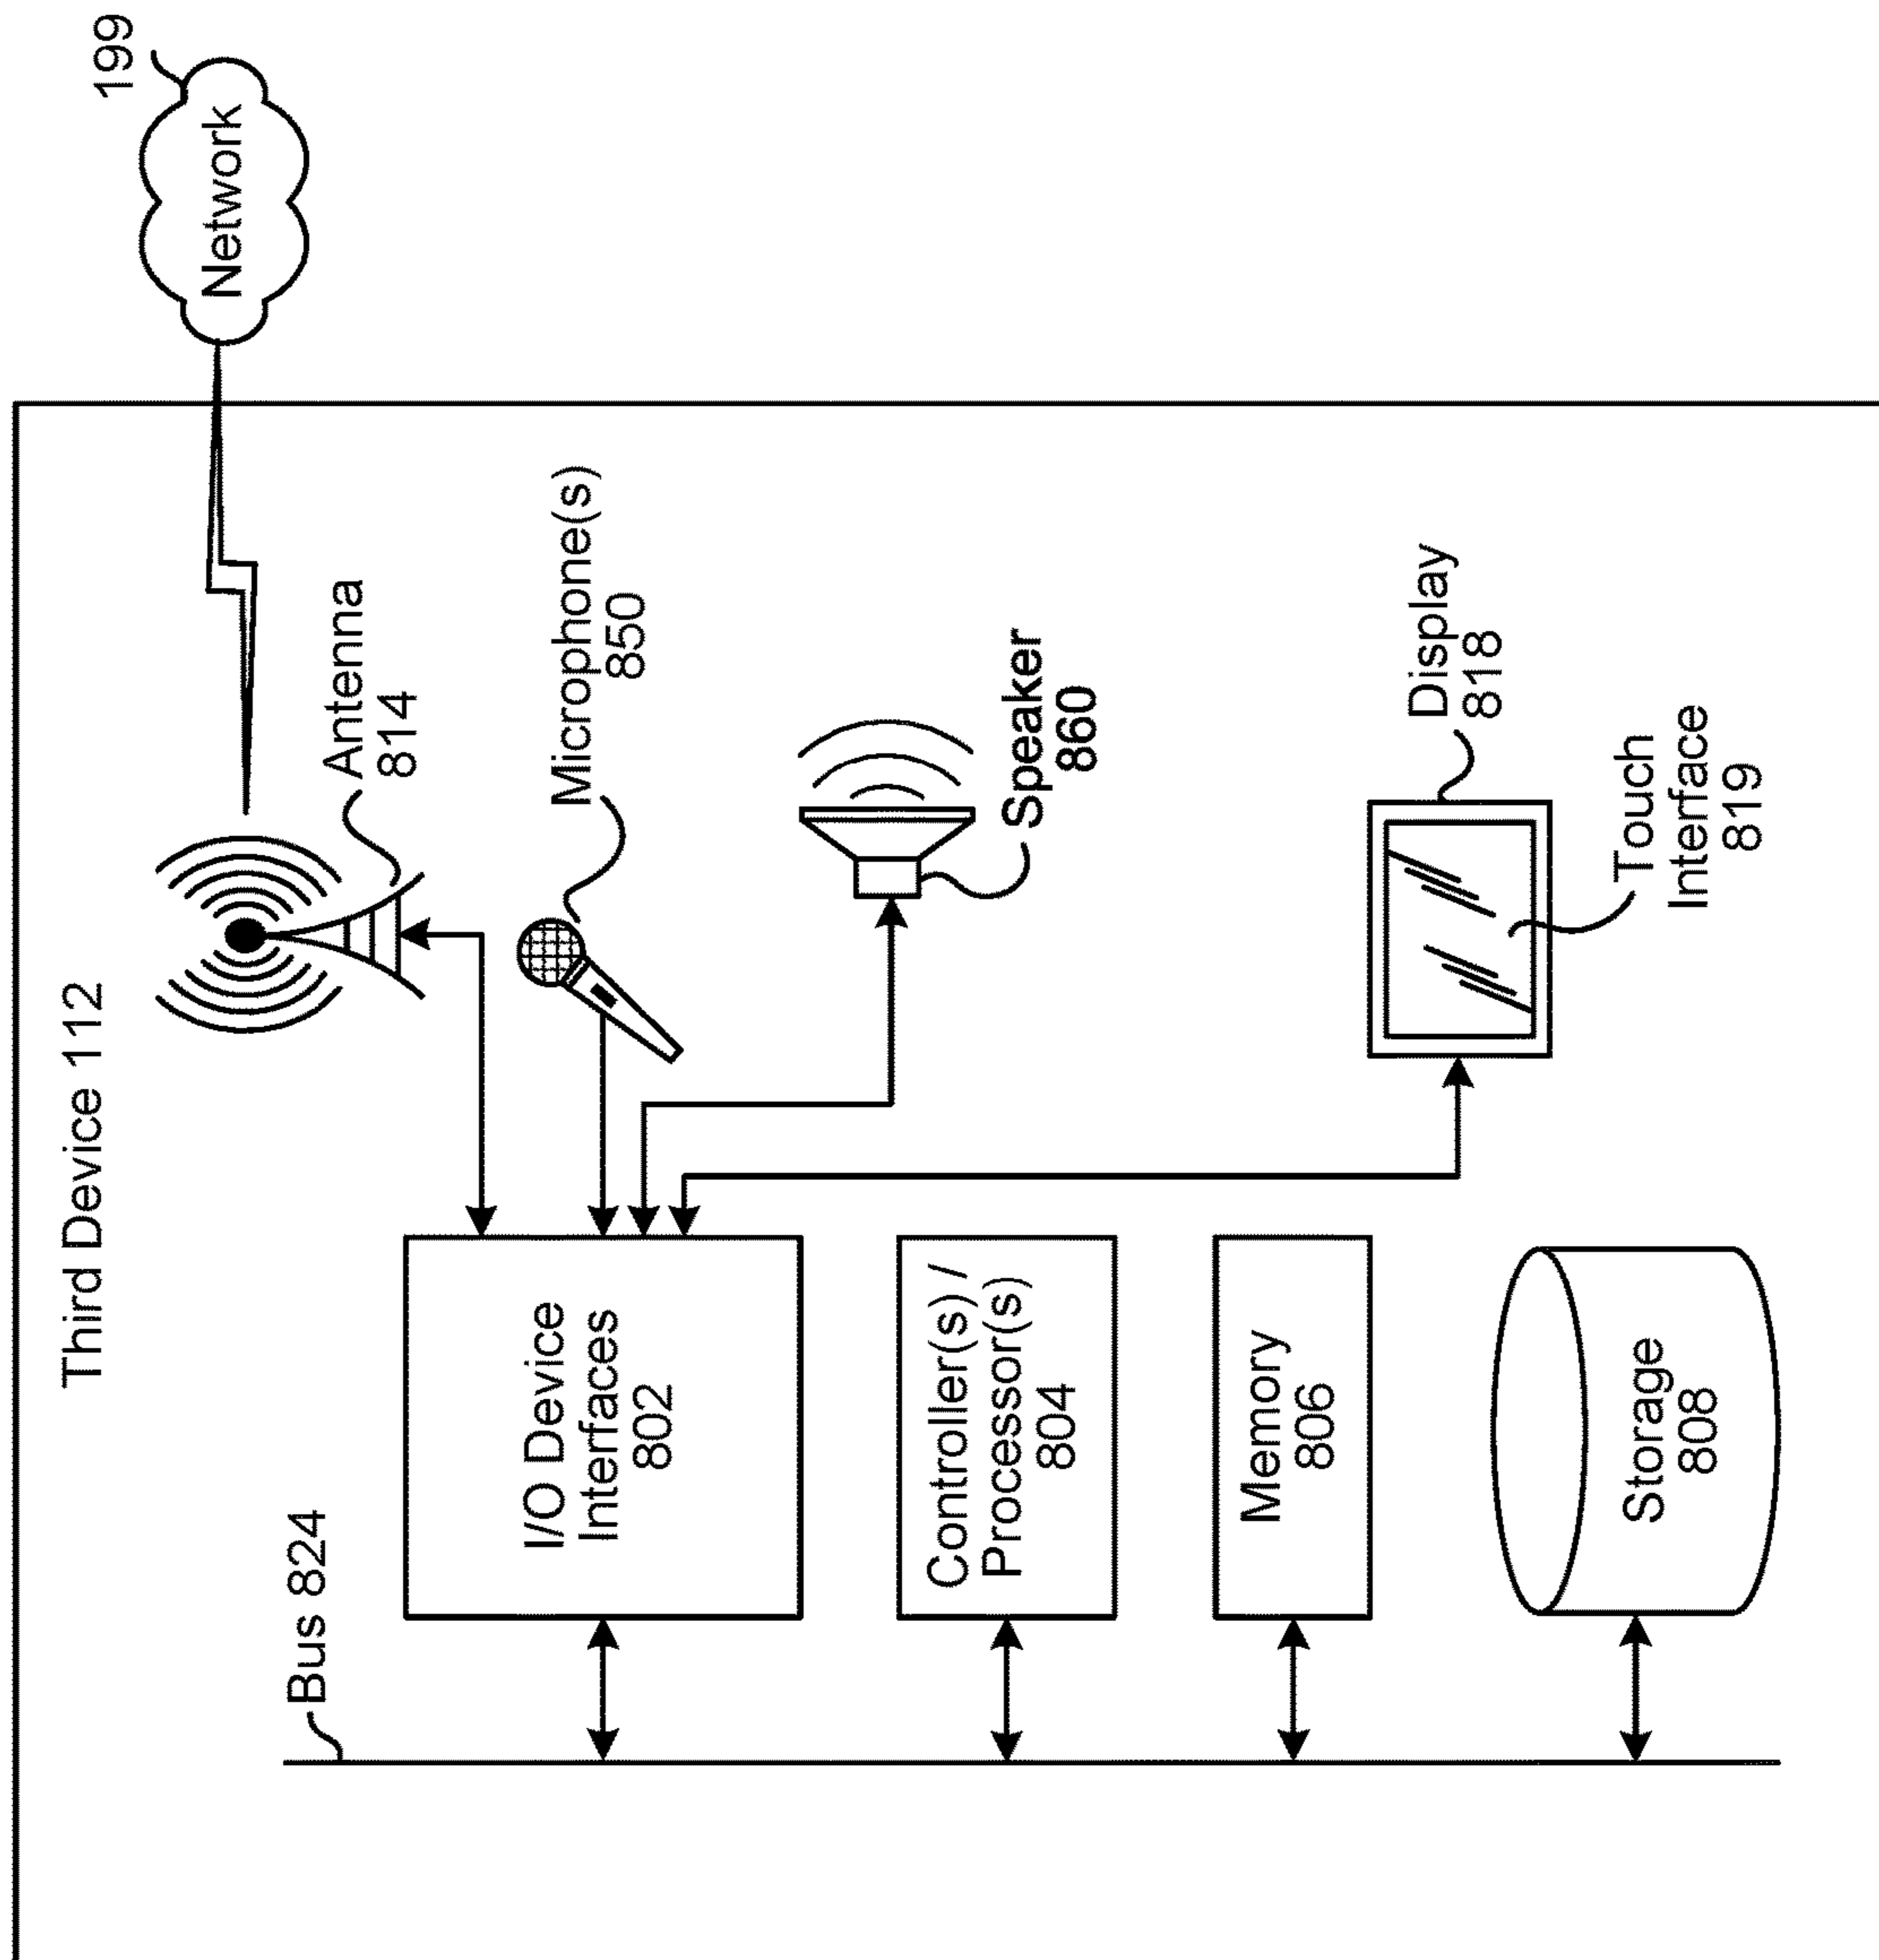 Third Device 112
Network
199
Bus 824
Antenna
814
I/O Device
Interfaces
802
Microphone(s)
850
Speaker
860
Controller(s) /
Processor(s)
804
Memory
806
Display
818
Storage
808
Touch
Interface
819